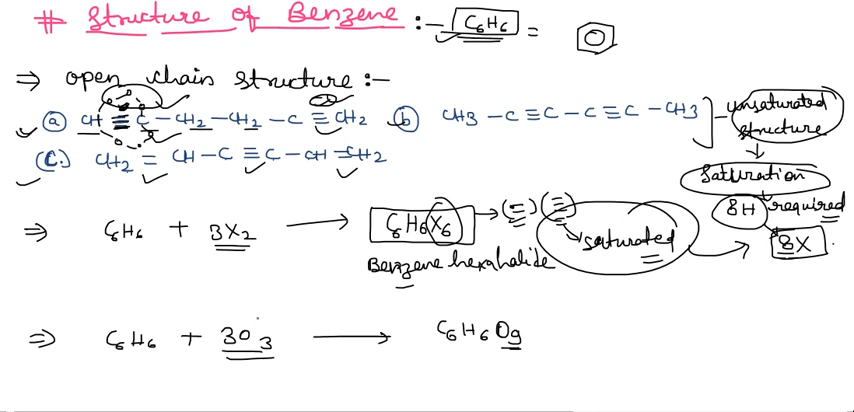 # Structure of Benzene :- C6H6 =
⇒ open chain structure :-
(a) CH ≡ C - CH2 - CH2 - C ≡ CH2 (b) CH3 - C ≡ C - C ≡ C - CH3 ] - unsaturated structure
(C.) CH2 = CH - C ≡ C - CH = CH2
↓
Saturation
8H required
⇒ C6H6 + 3X2 → C6H6X6 → (=) (=) → saturated → 8X
Benzene hexahalide
⇒ C6H6 + 3O3 → C6H6O9